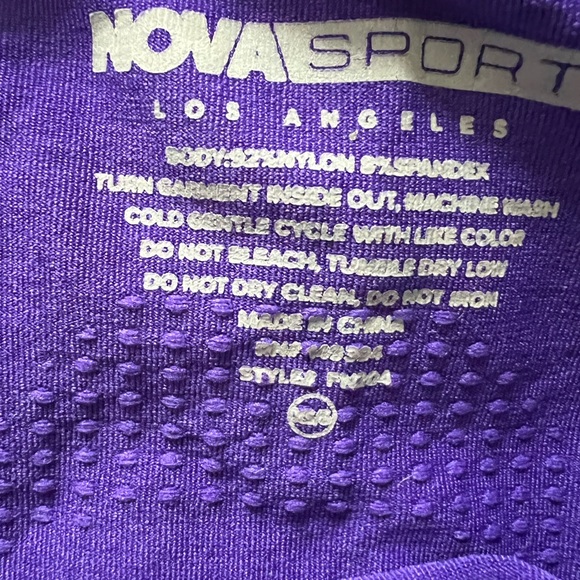 NOVA SPORT
LOS ANGELES
BODY:92%NYLON 8%SPANDEX
TURN GARMENT INSIDE OUT, MACHINE WASH
COLD GENTLE CYCLE WITH LIKE COLOR
DO NOT BLEACH, TUMBLE DRY LOW
DO NOT DRY CLEAN, DO NOT IRON
MADE IN CHINA